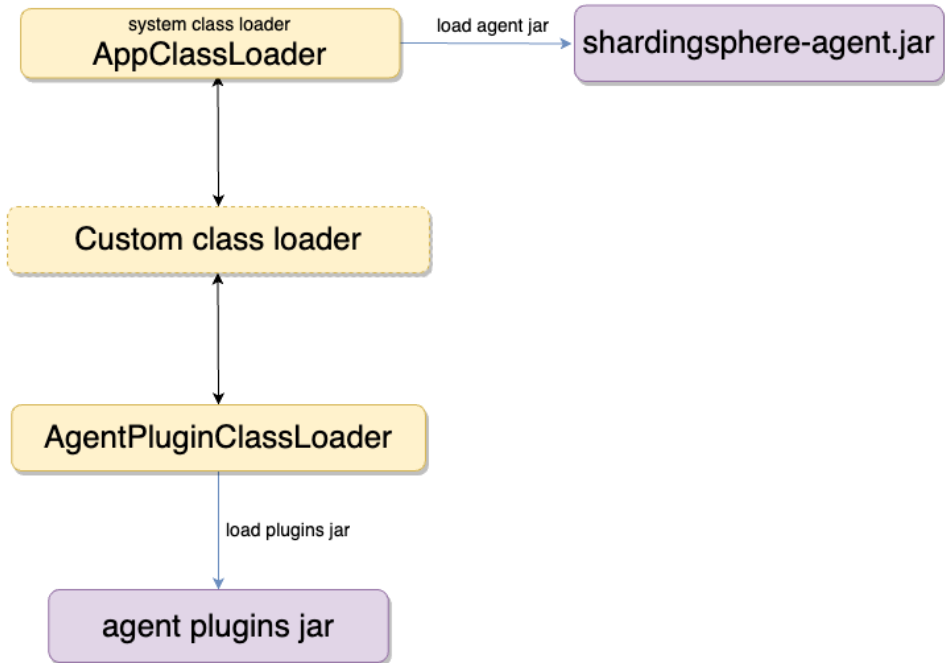 system class loader
AppClassLoader
load agent jar
shardingsphere-agent.jar
Custom class loader
AgentPluginClassLoader
load plugins jar
agent plugins jar